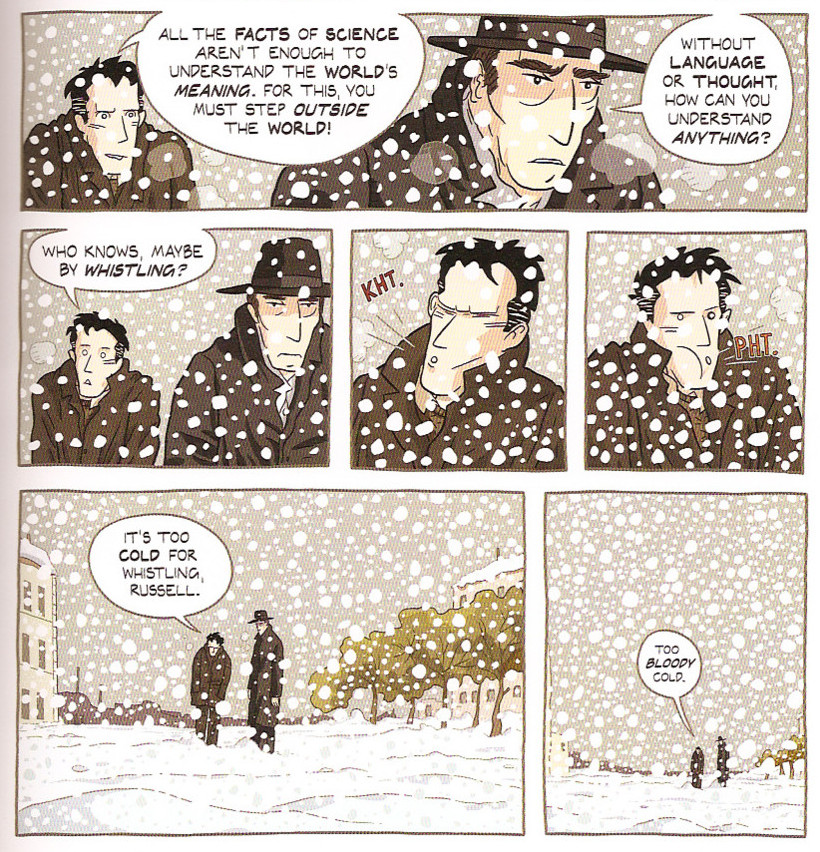 ALL THE FACTS OF SCIENCE
AREN'T ENOUGH TO
UNDERSTAND THE WORLD'S
MEANING. FOR THIS, YOU
MUST STEP OUTSIDE
THE WORLD!
WITHOUT
LANGUAGE
OR THOUGHT,
HOW CAN YOU
UNDERSTAND
ANYTHING?
WHO KNOWS, MAYBE
BY WHISTLING?
KHT.
PHT.
IT'S TOO
COLD FOR
WHISTLING,
RUSSELL.
TOO
BLOODY
COLD.